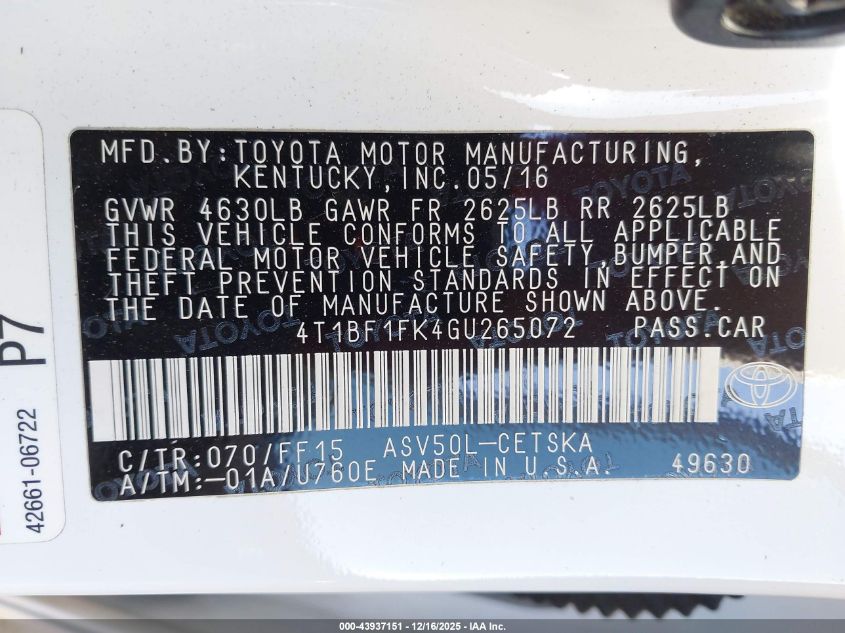 MFD.BY:TOYOTA MOTOR MANUFACTURING,
KENTUCKY,INC.05/16
GVWR 4630LB GAWR FR 2625LB RR 2625LB
THIS VEHICLE CONFORMS TO ALL APPLICABLE
FEDERAL MOTOR VEHICLE SAFETY,BUMPER,AND
THEFT PREVENTION STANDARDS IN EFFECT ON
THE DATE OF MANUFACTURE SHOWN ABOVE.
4T1BF1FK4GU265072 PASS.CAR
C/TR:070/FF15 ASV50L-CETSKA
A/TM:-01A/U760E MADE IN U.S.A. 49630
P7
42661-06722
TOYOTA
000-43937151 - 12/16/2025 - IAA Inc.